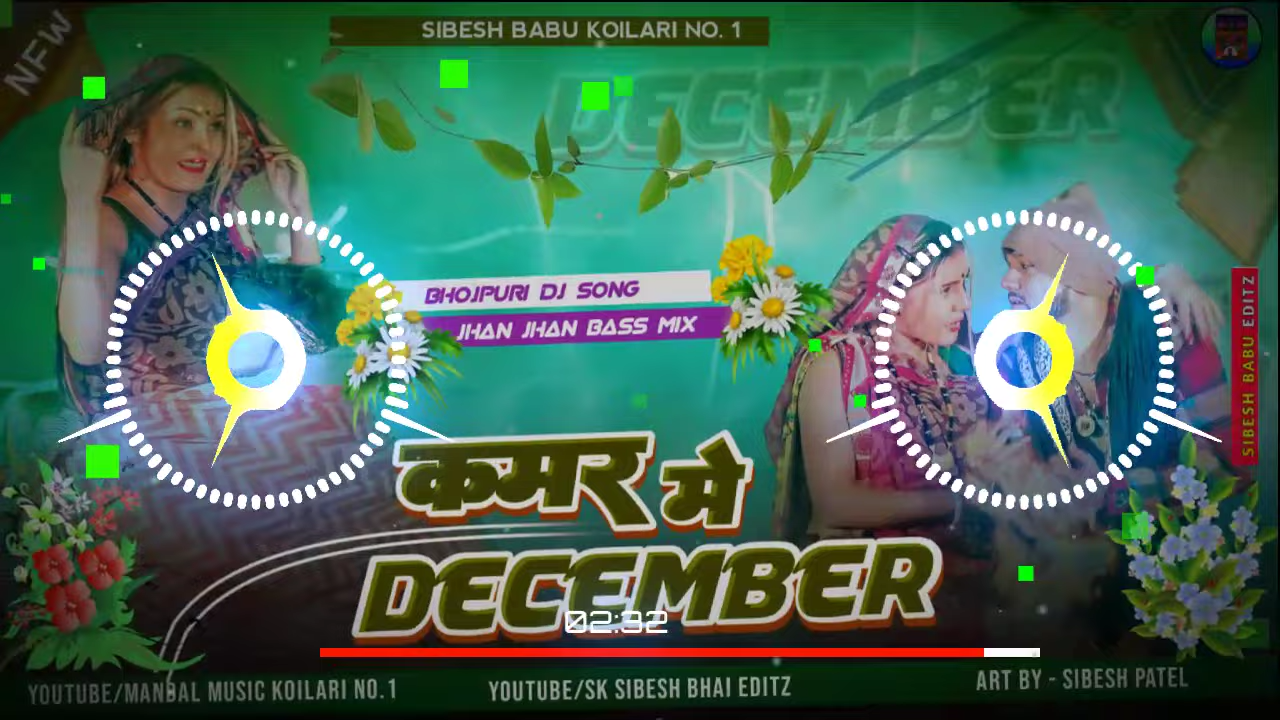 SIBESH BABU KOILARI NO. 1
NEW
DECEMBER
BHOJPURI DJ SONG
JHAN JHAN BASS MIX
SIBESH BABU EDITZ
कमर मे
DECEMBER
02:32
YOUTUBE/MANDAL MUSIC KOILARI NO.1
YOUTUBE/SK SIBESH BHAI EDITZ
ART BY - SIBESH PATEL